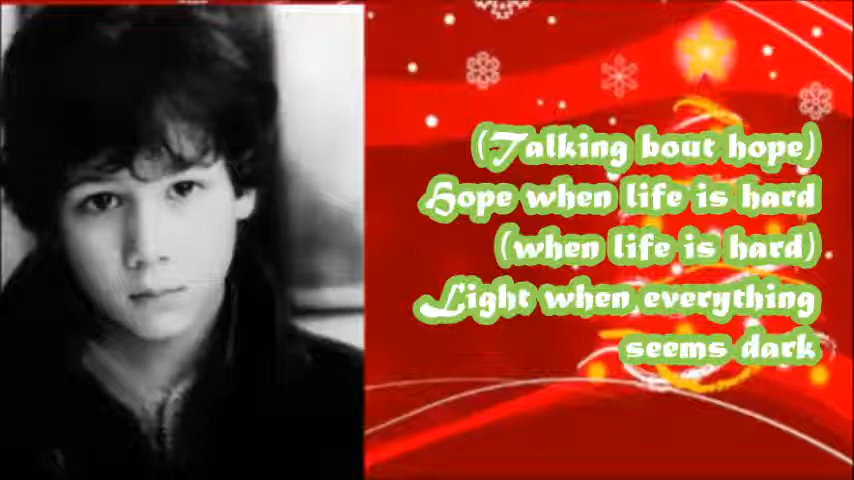 (Talking bout hope)
Hope when life is hard
(when life is hard)
Light when everything
seems dark